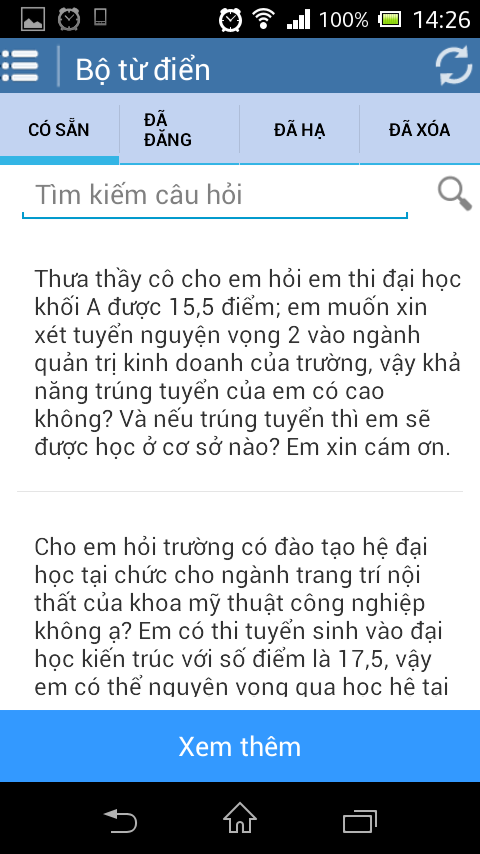 100% 14:26
Bộ từ điển
CÓ SẴN
ĐÃ
ĐĂNG
ĐÃ HẠ
ĐÃ XÓA
Tìm kiếm câu hỏi
Thưa thầy cô cho em hỏi em thi đại học
khối A được 15,5 điểm; em muốn xin
xét tuyển nguyện vọng 2 vào ngành
quản trị kinh doanh của trường, vậy khả
năng trúng tuyển của em có cao
không? Và nếu trúng tuyển thì em sẽ
được học ở cơ sở nào? Em xin cám ơn.
Cho em hỏi trường có đào tạo hệ đại
học tại chức cho ngành trang trí nội
thất của khoa mỹ thuật công nghiệp
không ạ? Em có thi tuyển sinh vào đại
học kiến trúc với số điểm là 17,5, vậy
em có thể nguyện vọng qua học hệ tại
Xem thêm